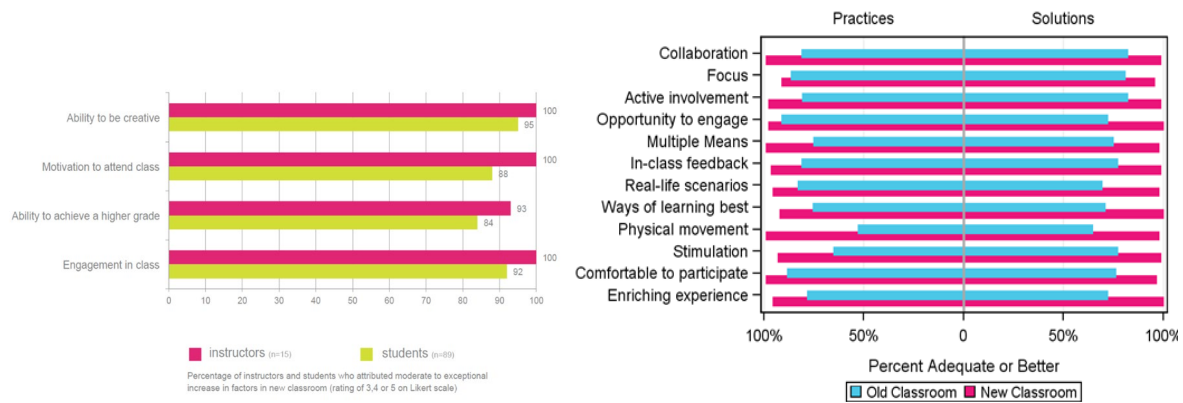 Ability to be creative
100
95
Motivation to attend class
100
88
Ability to achieve a higher grade
93
84
Engagement in class
100
92
0 10 20 30 40 50 60 70 80 90 100
instructors (n=15) students (n=89)
Percentage of instructors and students who attributed moderate to exceptional
increase in factors in new classroom (rating of 3,4 or 5 on Likert scale)
Practices Solutions
Collaboration
Focus
Active involvement
Opportunity to engage
Multiple Means
In-class feedback
Real-life scenarios
Ways of learning best
Physical movement
Stimulation
Comfortable to participate
Enriching experience
100% 50% 0 50% 100%
Percent Adequate or Better
Old Classroom New Classroom